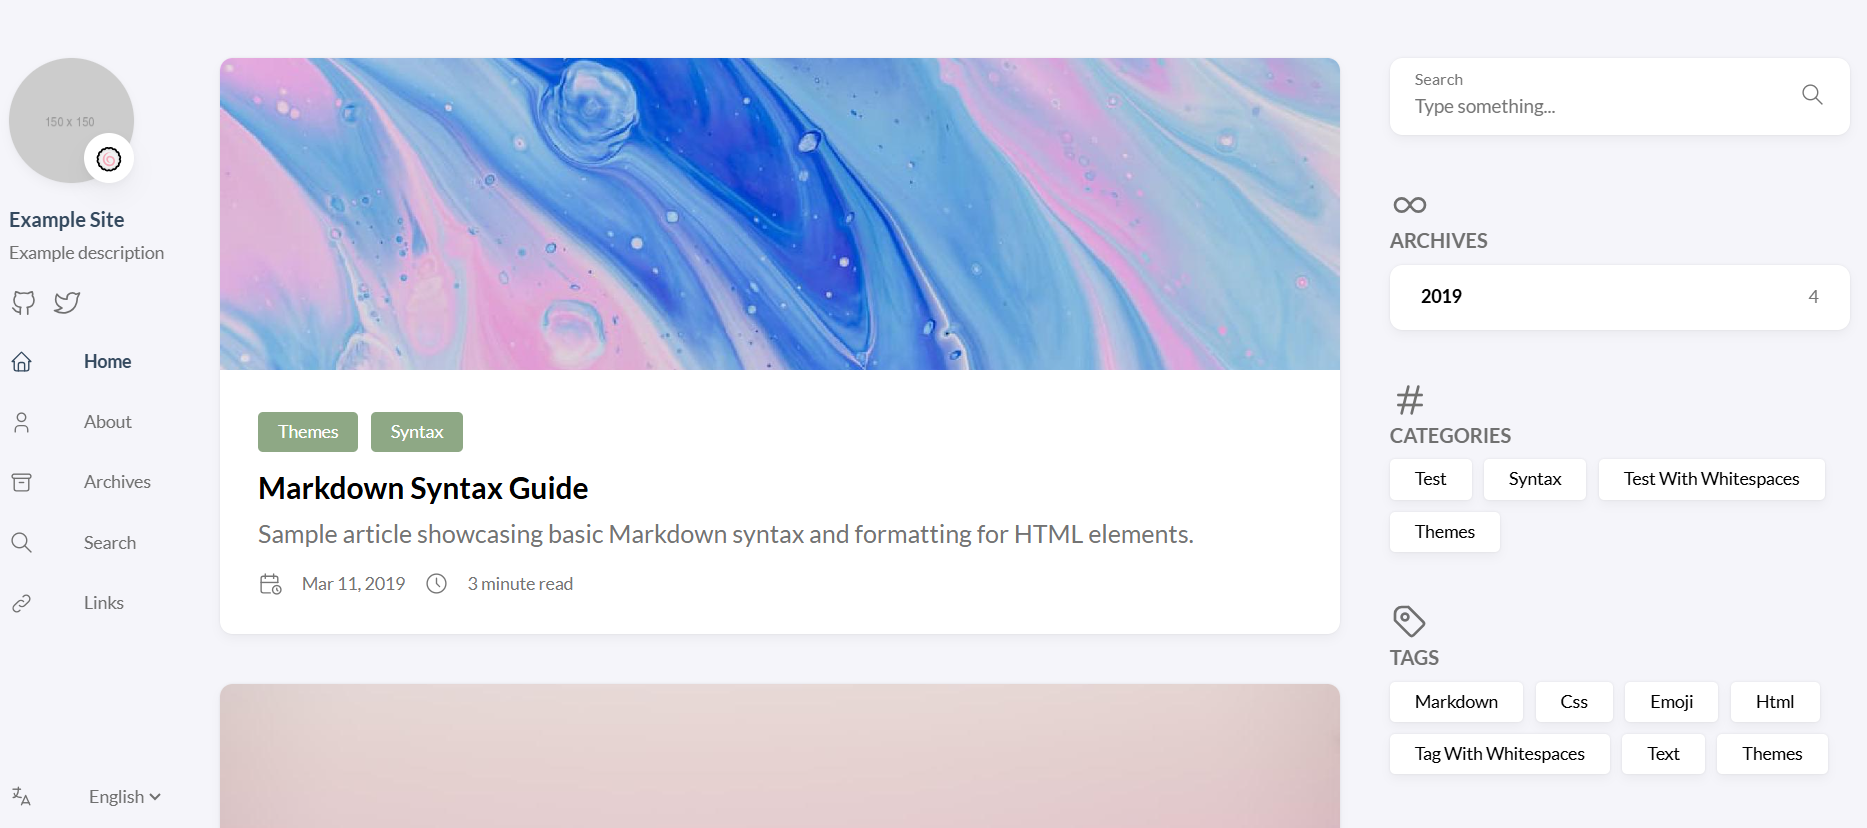 150 x 150
Example Site
Example description
Home
About
Archives
Search
Links
English
Themes
Syntax
Markdown Syntax Guide
Sample article showcasing basic Markdown syntax and formatting for HTML elements.
Mar 11, 2019
3 minute read
Search
Type something...
ARCHIVES
2019
4
CATEGORIES
Test
Syntax
Test With Whitespaces
Themes
TAGS
Markdown
Css
Emoji
Html
Tag With Whitespaces
Text
Themes